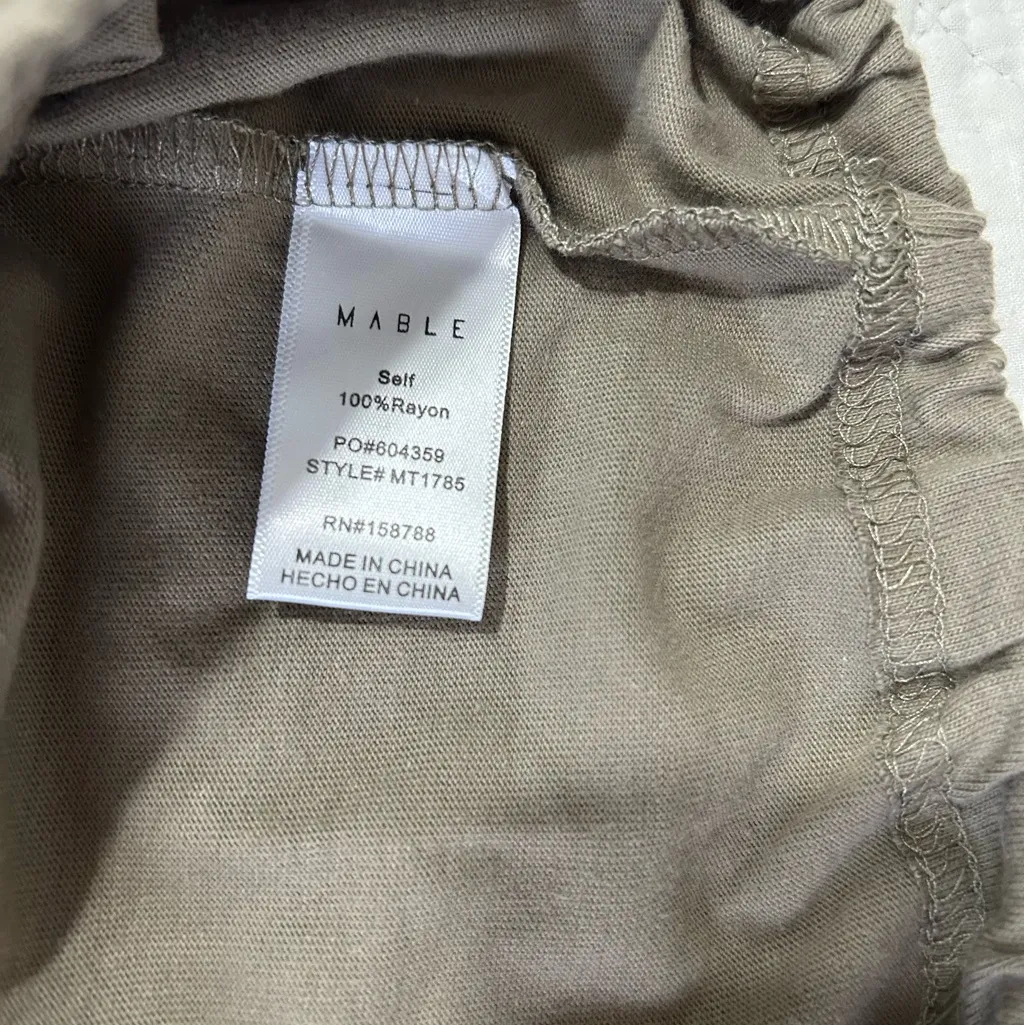 MABLE
Self
100%Rayon
PO#604359
STYLE# MT1785
RN#158788
MADE IN CHINA
HECHO EN CHINA